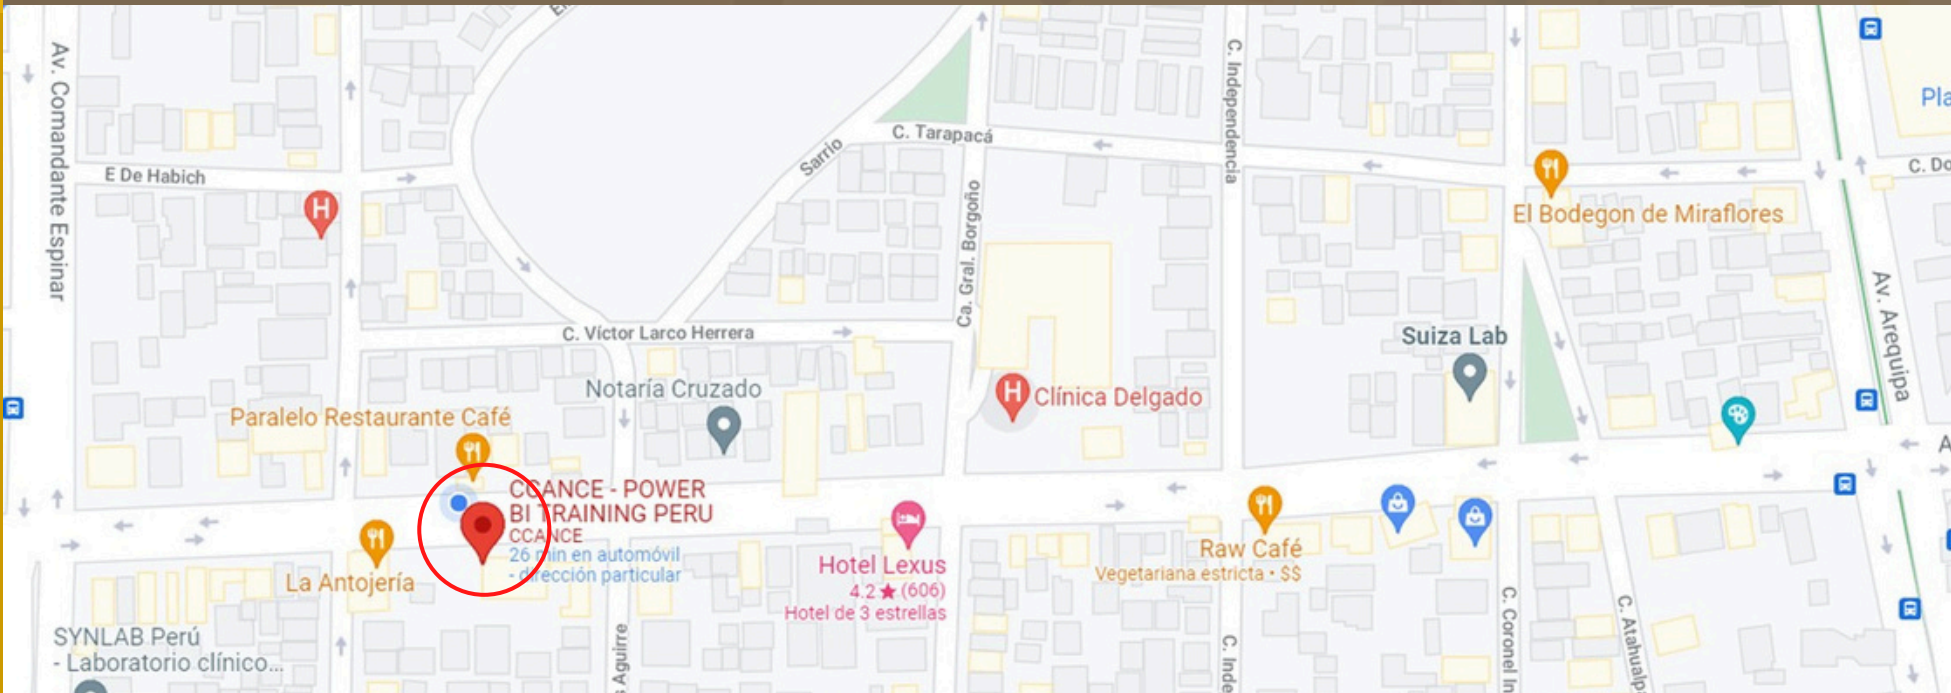 Av. Comandante Espinar
E De Habich
H
C. Tarapacá
Sarrio
C. Independencia
Ca. Gral. Borgoño
Pla
C. Do
El Bodegon de Miraflores
Av. Arequipa
C. Víctor Larco Herrera
Suiza Lab
Notaría Cruzado
H
Clínica Delgado
Paralelo Restaurante Café
CCANCE - POWER
BI TRAINING PERU
CCANCE
26 min en automóvil
- dirección particular
La Antojería
Hotel Lexus
4.2★(606)
Hotel de 3 estrellas
Raw Café
Vegetariana estricta • $$
SYNLAB Perú
- Laboratorio clínico...
s Aguirre
C. Inde
C. Coronel In
C. Atahualp
A